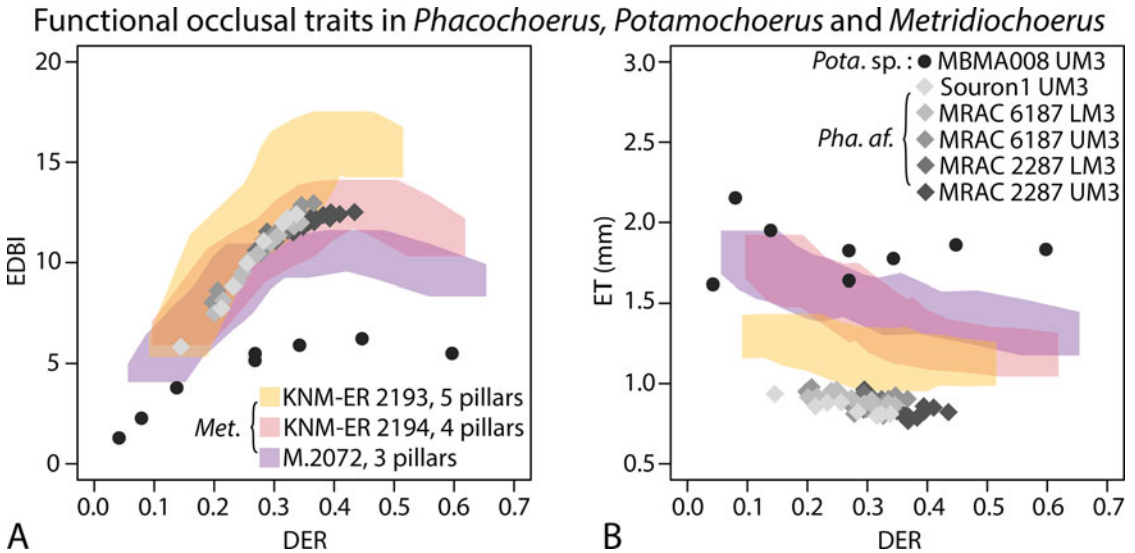 Functional occlusal traits in Phacochoerus, Potamochoerus and Metridiochoerus
20
15
10
5
0
EDBI
0.0 0.1 0.2 0.3 0.4 0.5 0.6 0.7
DER
A
Met.
KNM-ER 2193, 5 pillars
KNM-ER 2194, 4 pillars
M.2072, 3 pillars
3.0
2.5
2.0
1.5
1.0
0.5
ET (mm)
0.0 0.1 0.2 0.3 0.4 0.5 0.6 0.7
DER
B
Pota. sp. : MBMA008 UM3
Pha. af.
Souron1 UM3
MRAC 6187 LM3
MRAC 6187 UM3
MRAC 2287 LM3
MRAC 2287 UM3